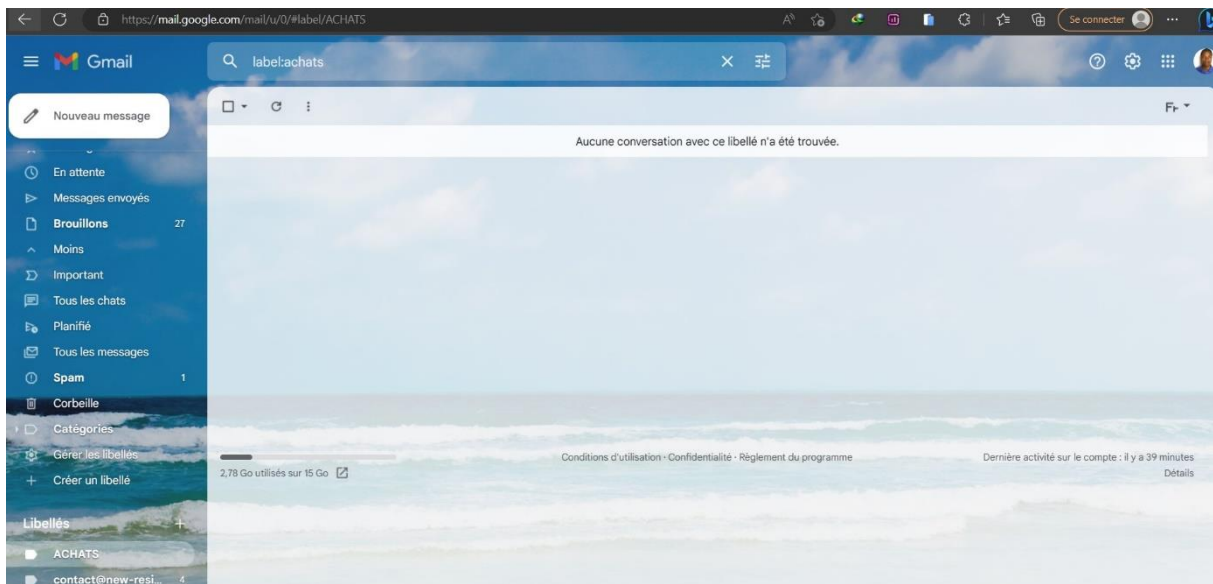 https://mail.google.com/mail/u/0/#label/ACHATS
Se connecter
Gmail
label:achats
Nouveau message
Fr
Aucune conversation avec ce libellé n'a été trouvée.
En attente
Messages envoyés
Brouillons 27
Moins
Important
Tous les chats
Planifié
Tous les messages
Spam 1
Corbeille
Catégories
Gérer les libellés
Créer un libellé
2,78 Go utilisés sur 15 Go
Conditions d'utilisation · Confidentialité · Règlement du programme
Dernière activité sur le compte : il y a 39 minutes
Détails
Libellés
ACHATS
contact@new-resi... 4